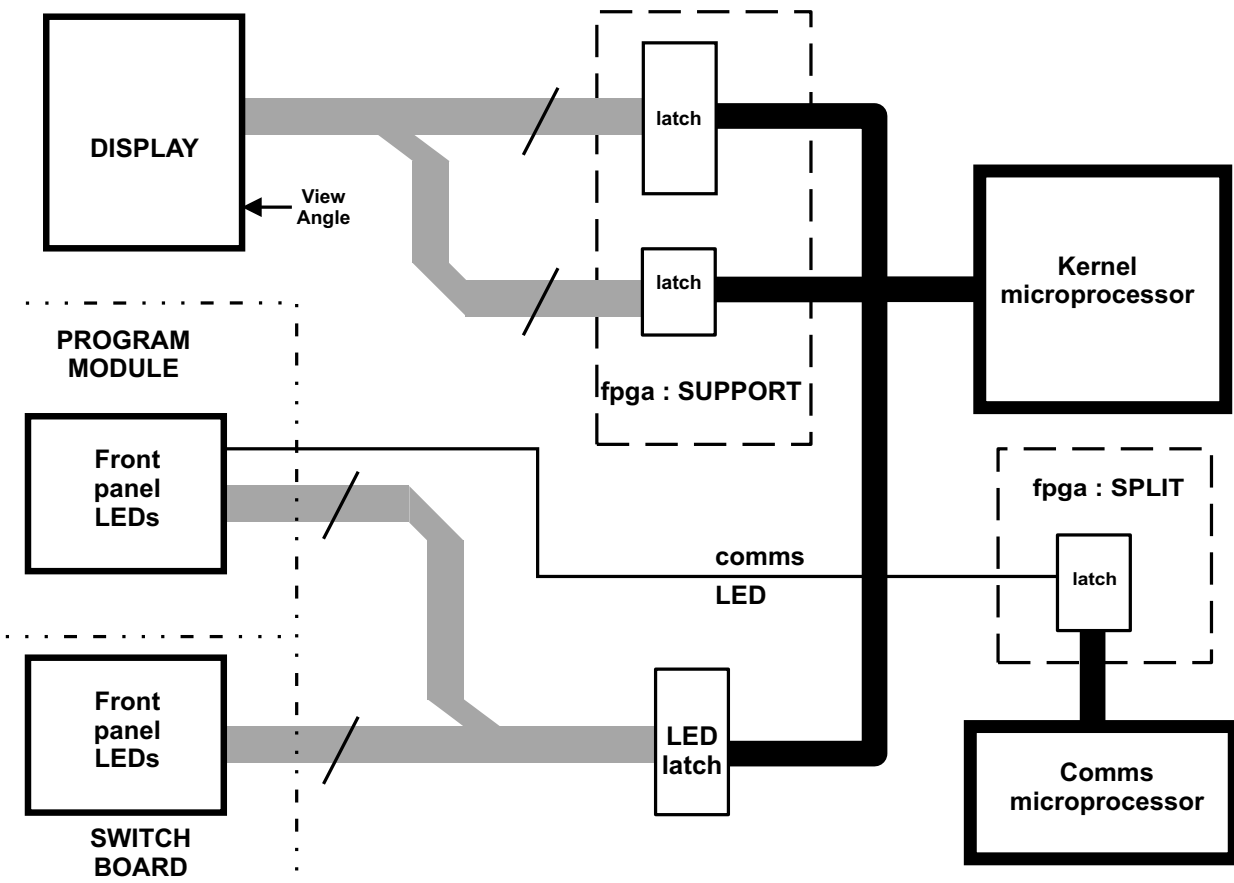 latch
DISPLAY
View
Angle
latch
Kernel
microprocessor
PROGRAM
MODULE
fpga : SUPPORT
Front
panel
LEDs
fpga : SPLIT
comms
LED
latch
Front
panel
LEDs
LED
latch
Comms
microprocessor
SWITCH
BOARD